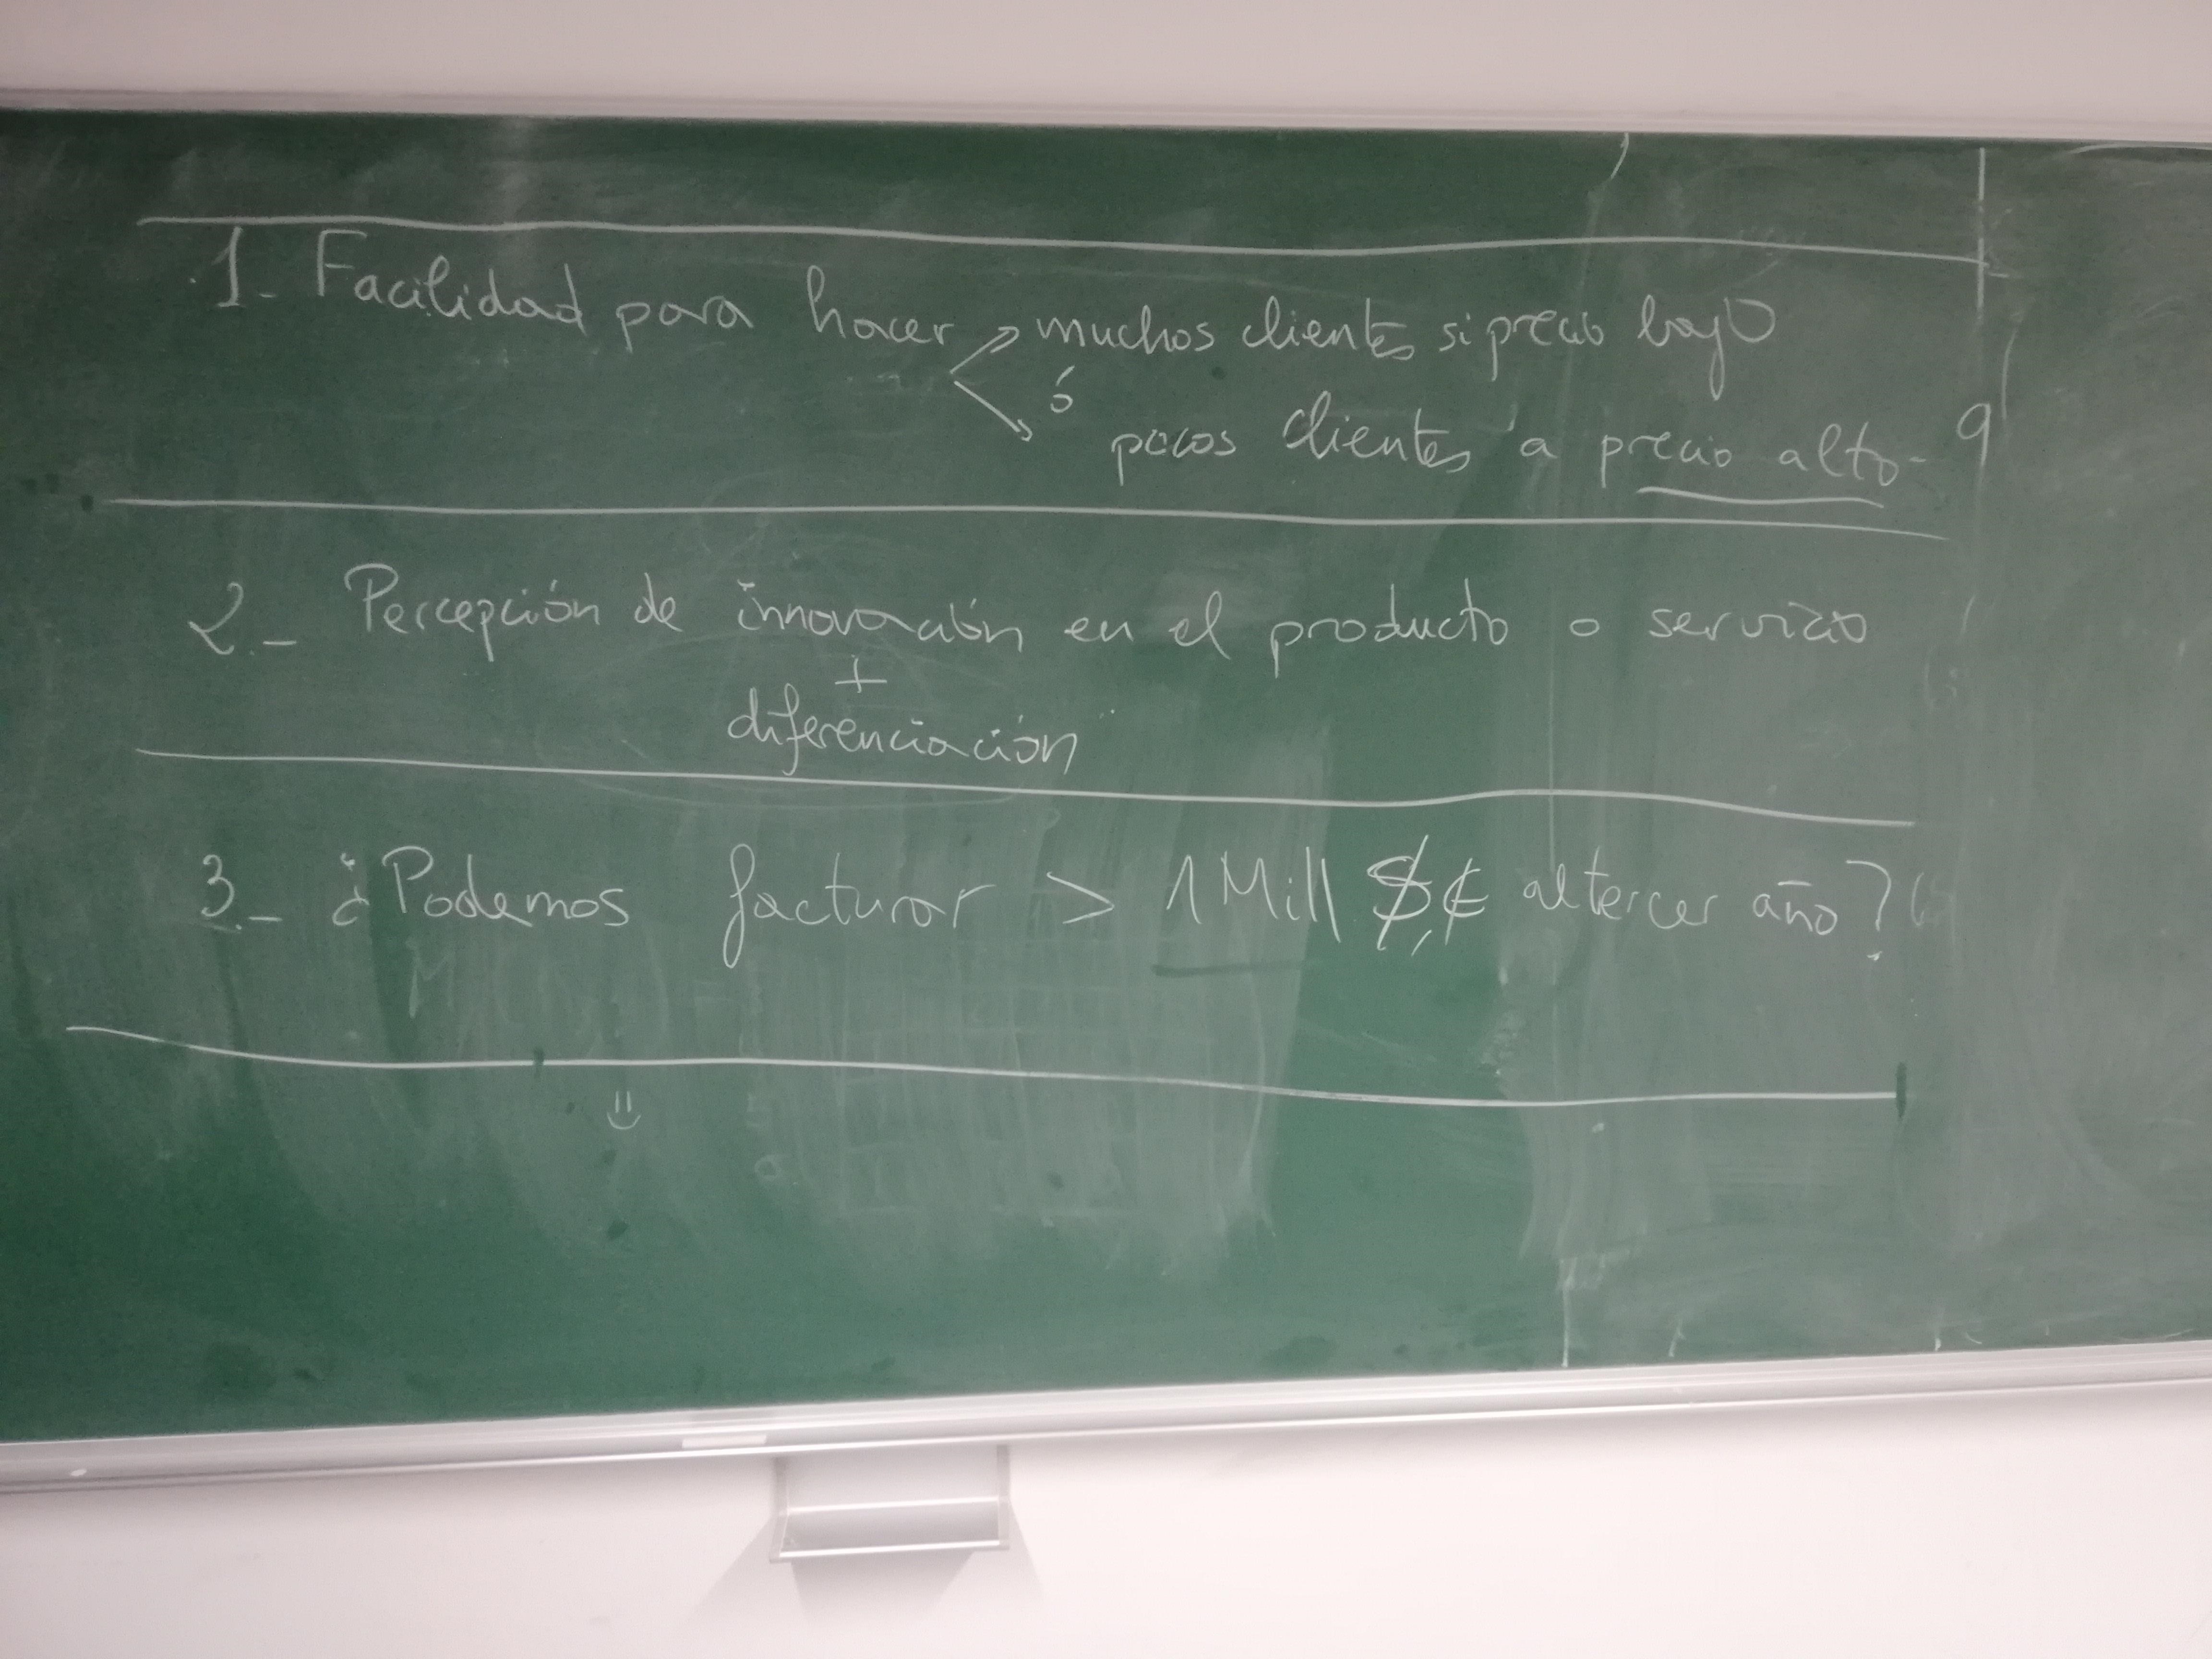 1- Facilidad para hacer muchos clientes si precio bajo
ó
pocos clientes a precio alto-
9
2.- Percepción de innovación en el producto o servicio
+
diferenciación
3.- ¿Podemos facturar > 1 Mill $,€ al tercer año?